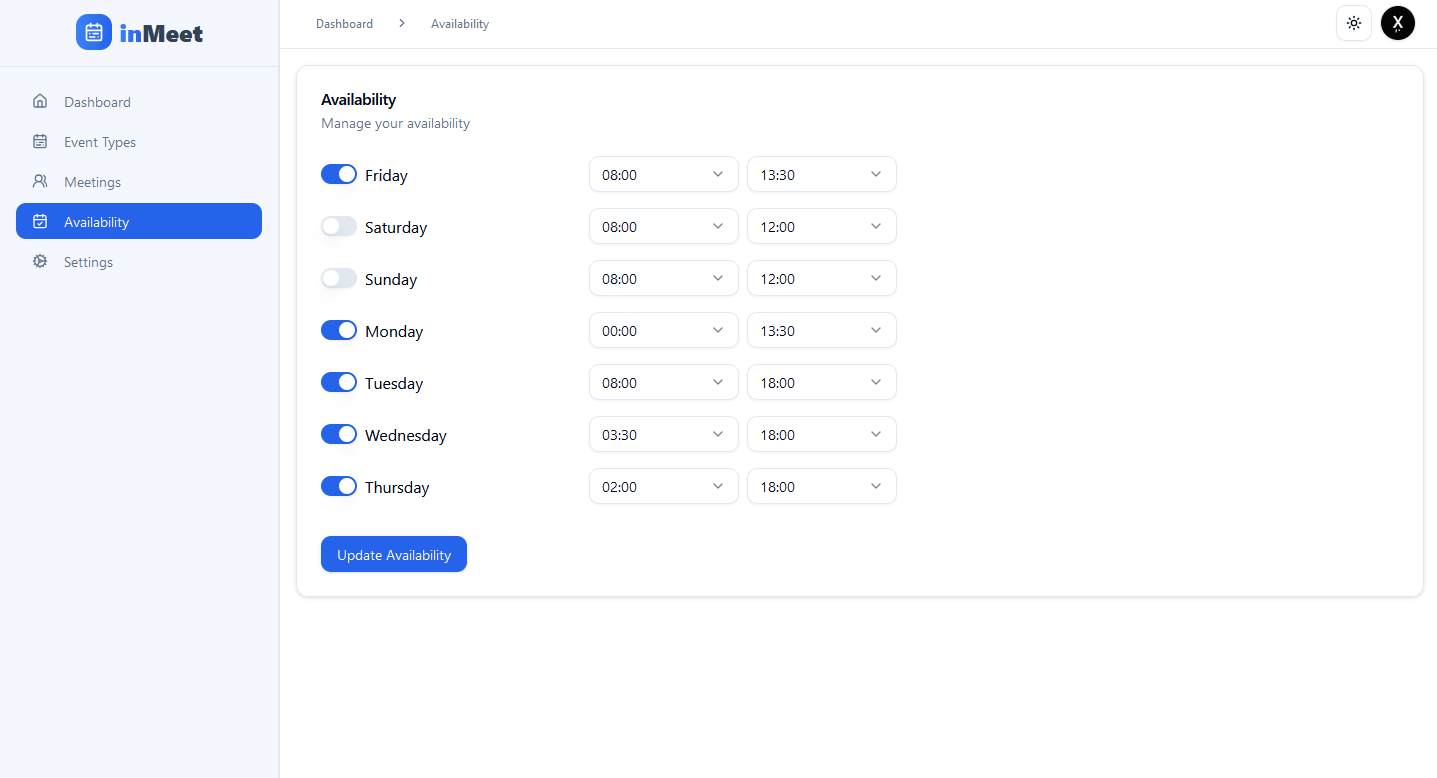 inMeet
Dashboard
Event Types
Meetings
Availability
Settings
Dashboard > Availability
X
Availability
Manage your availability
Friday 08:00 13:30
Saturday 08:00 12:00
Sunday 08:00 12:00
Monday 00:00 13:30
Tuesday 08:00 18:00
Wednesday 03:30 18:00
Thursday 02:00 18:00
Update Availability